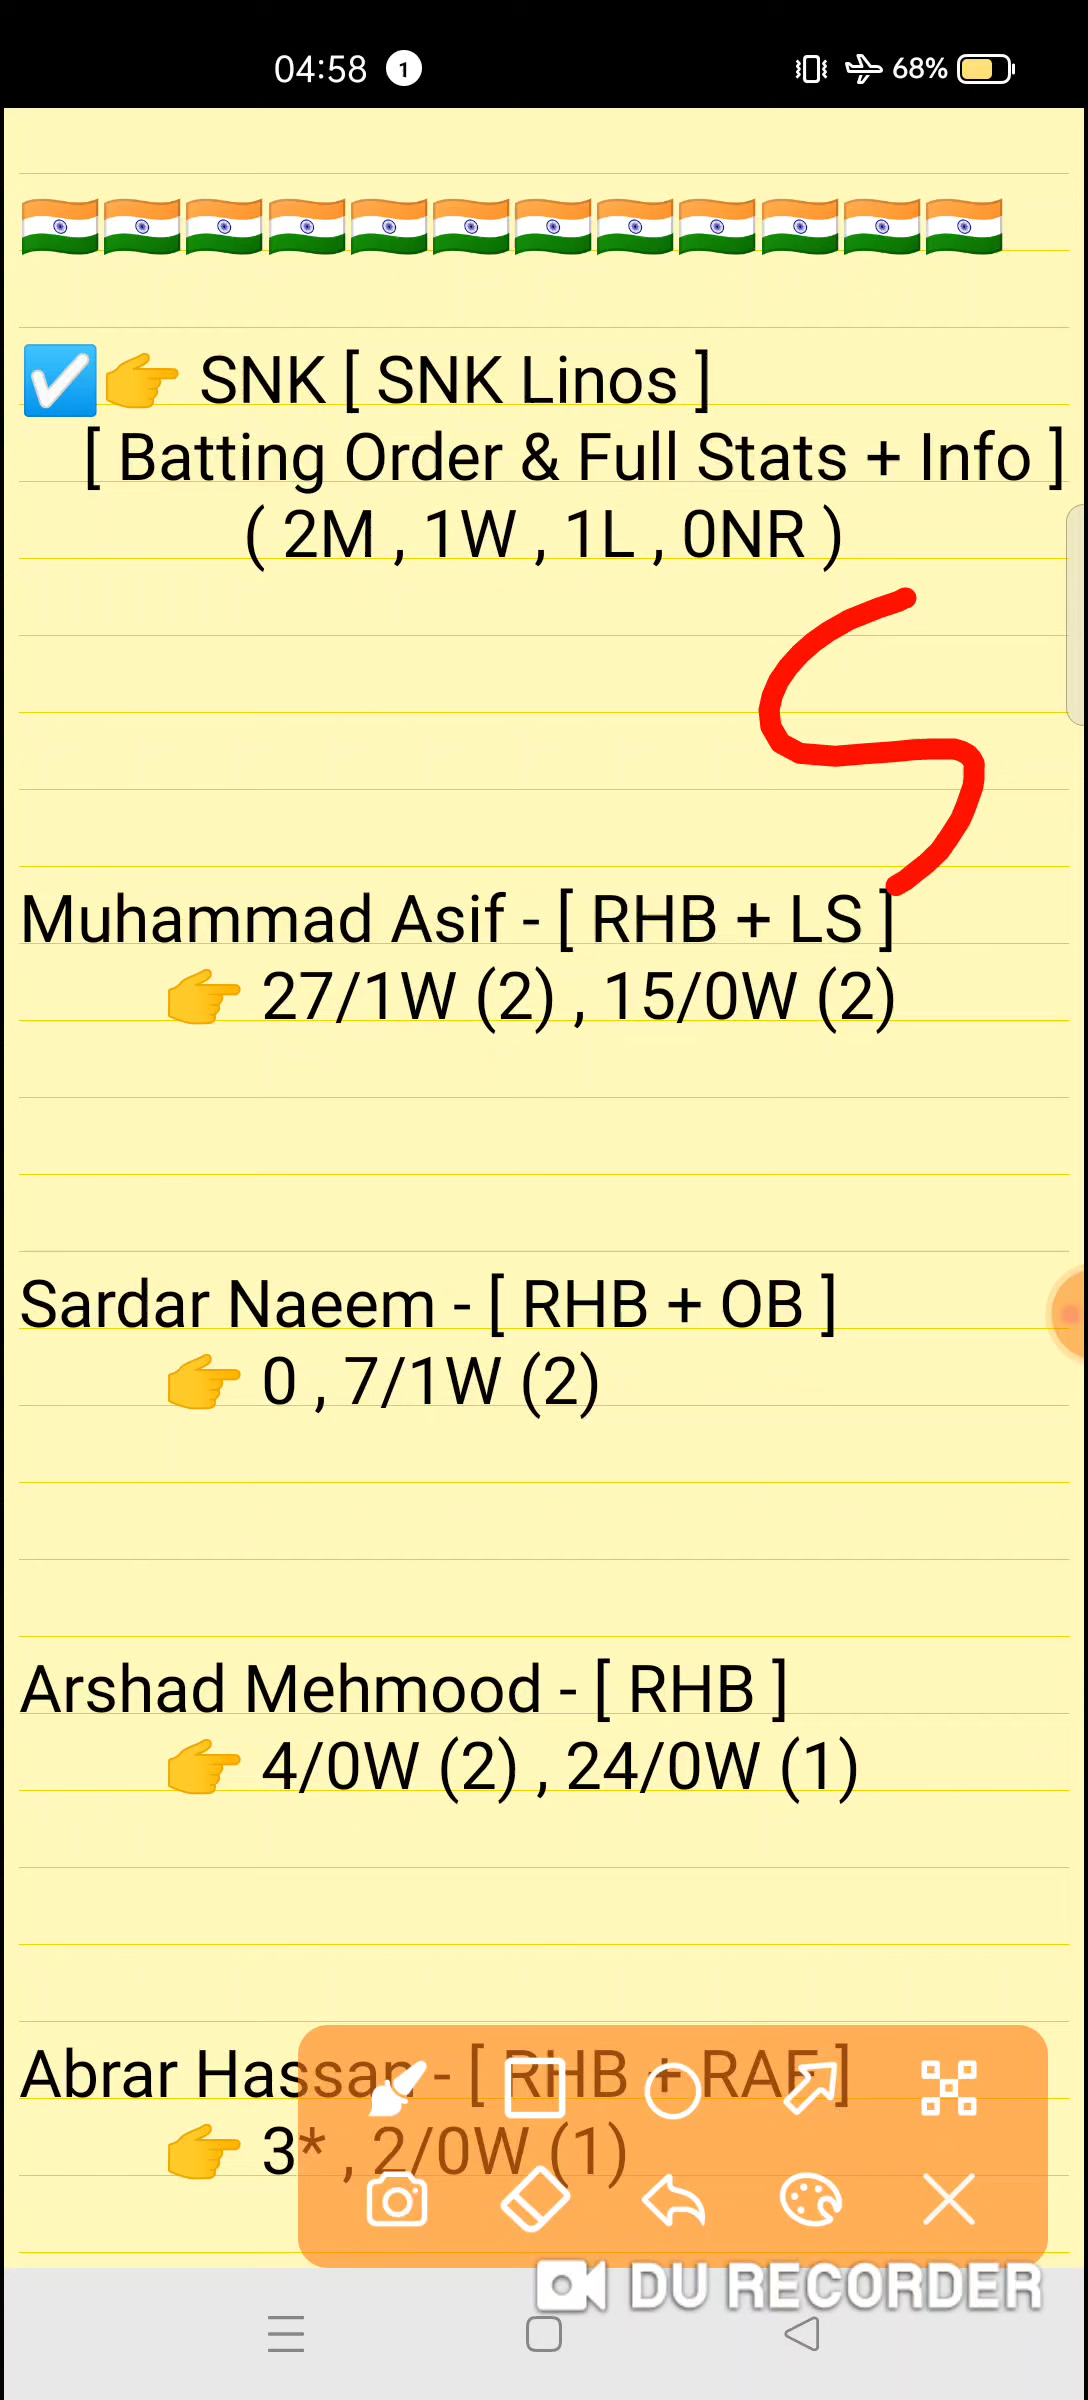 04:58 1 68%
🇮🇳🇮🇳🇮🇳🇮🇳🇮🇳🇮🇳🇮🇳🇮🇳🇮🇳🇮🇳🇮🇳🇮🇳
☑️👉 SNK [ SNK Linos ]
[ Batting Order & Full Stats + Info ]
( 2M , 1W , 1L , 0NR )
S
Muhammad Asif - [ RHB + LS ]
👉 27/1W (2) , 15/0W (2)
Sardar Naeem - [ RHB + OB ]
👉 0 , 7/1W (2)
Arshad Mehmood - [ RHB ]
👉 4/0W (2) , 24/0W (1)
Abrar Hassan - [ RHB + RAF ]
👉 3* , 2/0W (1)
DU RECORDER